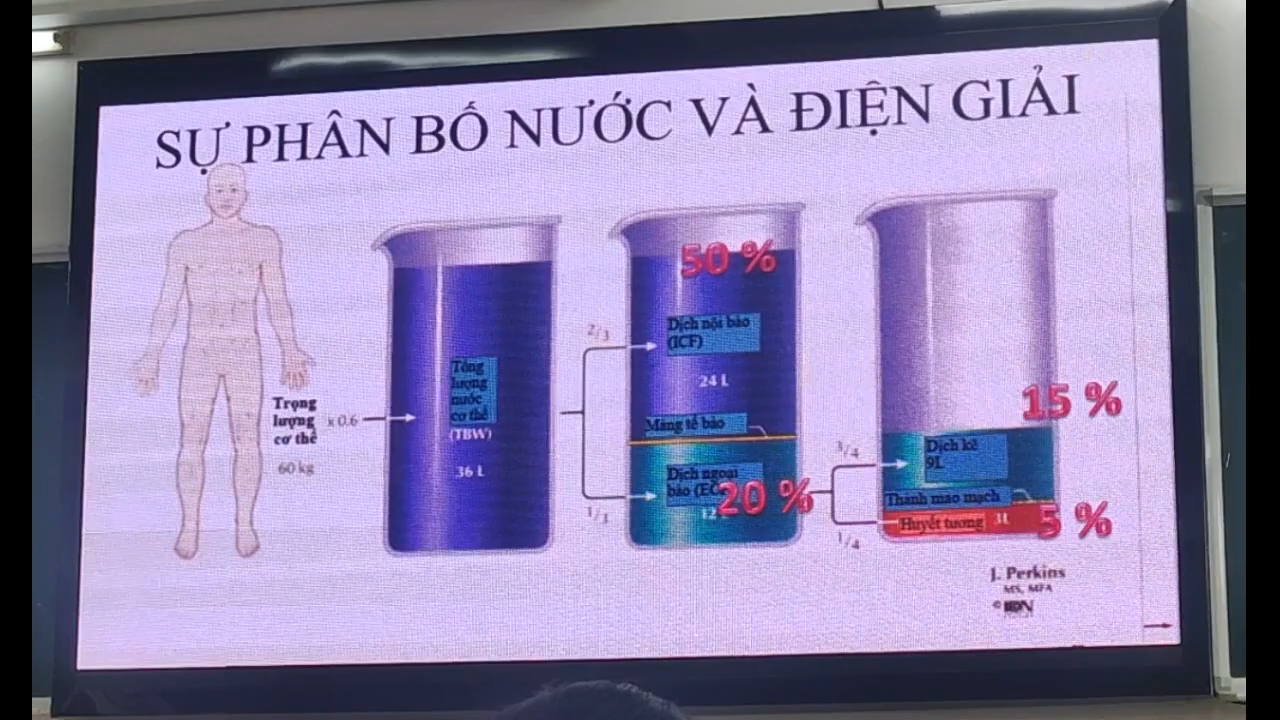 SỰ PHÂN BỐ NƯỚC VÀ ĐIỆN GIẢI
Trọng
lượng
cơ thể
60 kg
x 0.6
Tổng
lượng
nước
cơ thể
(TBW)
36 L
2/3
1/3
50 %
Dịch nội bào
(ICF)
24 L
Màng tế bào
Dịch ngoại
bào
20 %
3/4
1/4
15 %
Dịch kẽ
9L
Thành mao mạch
Huyết tương 3L
5 %
J. Perkins
MS, MFA